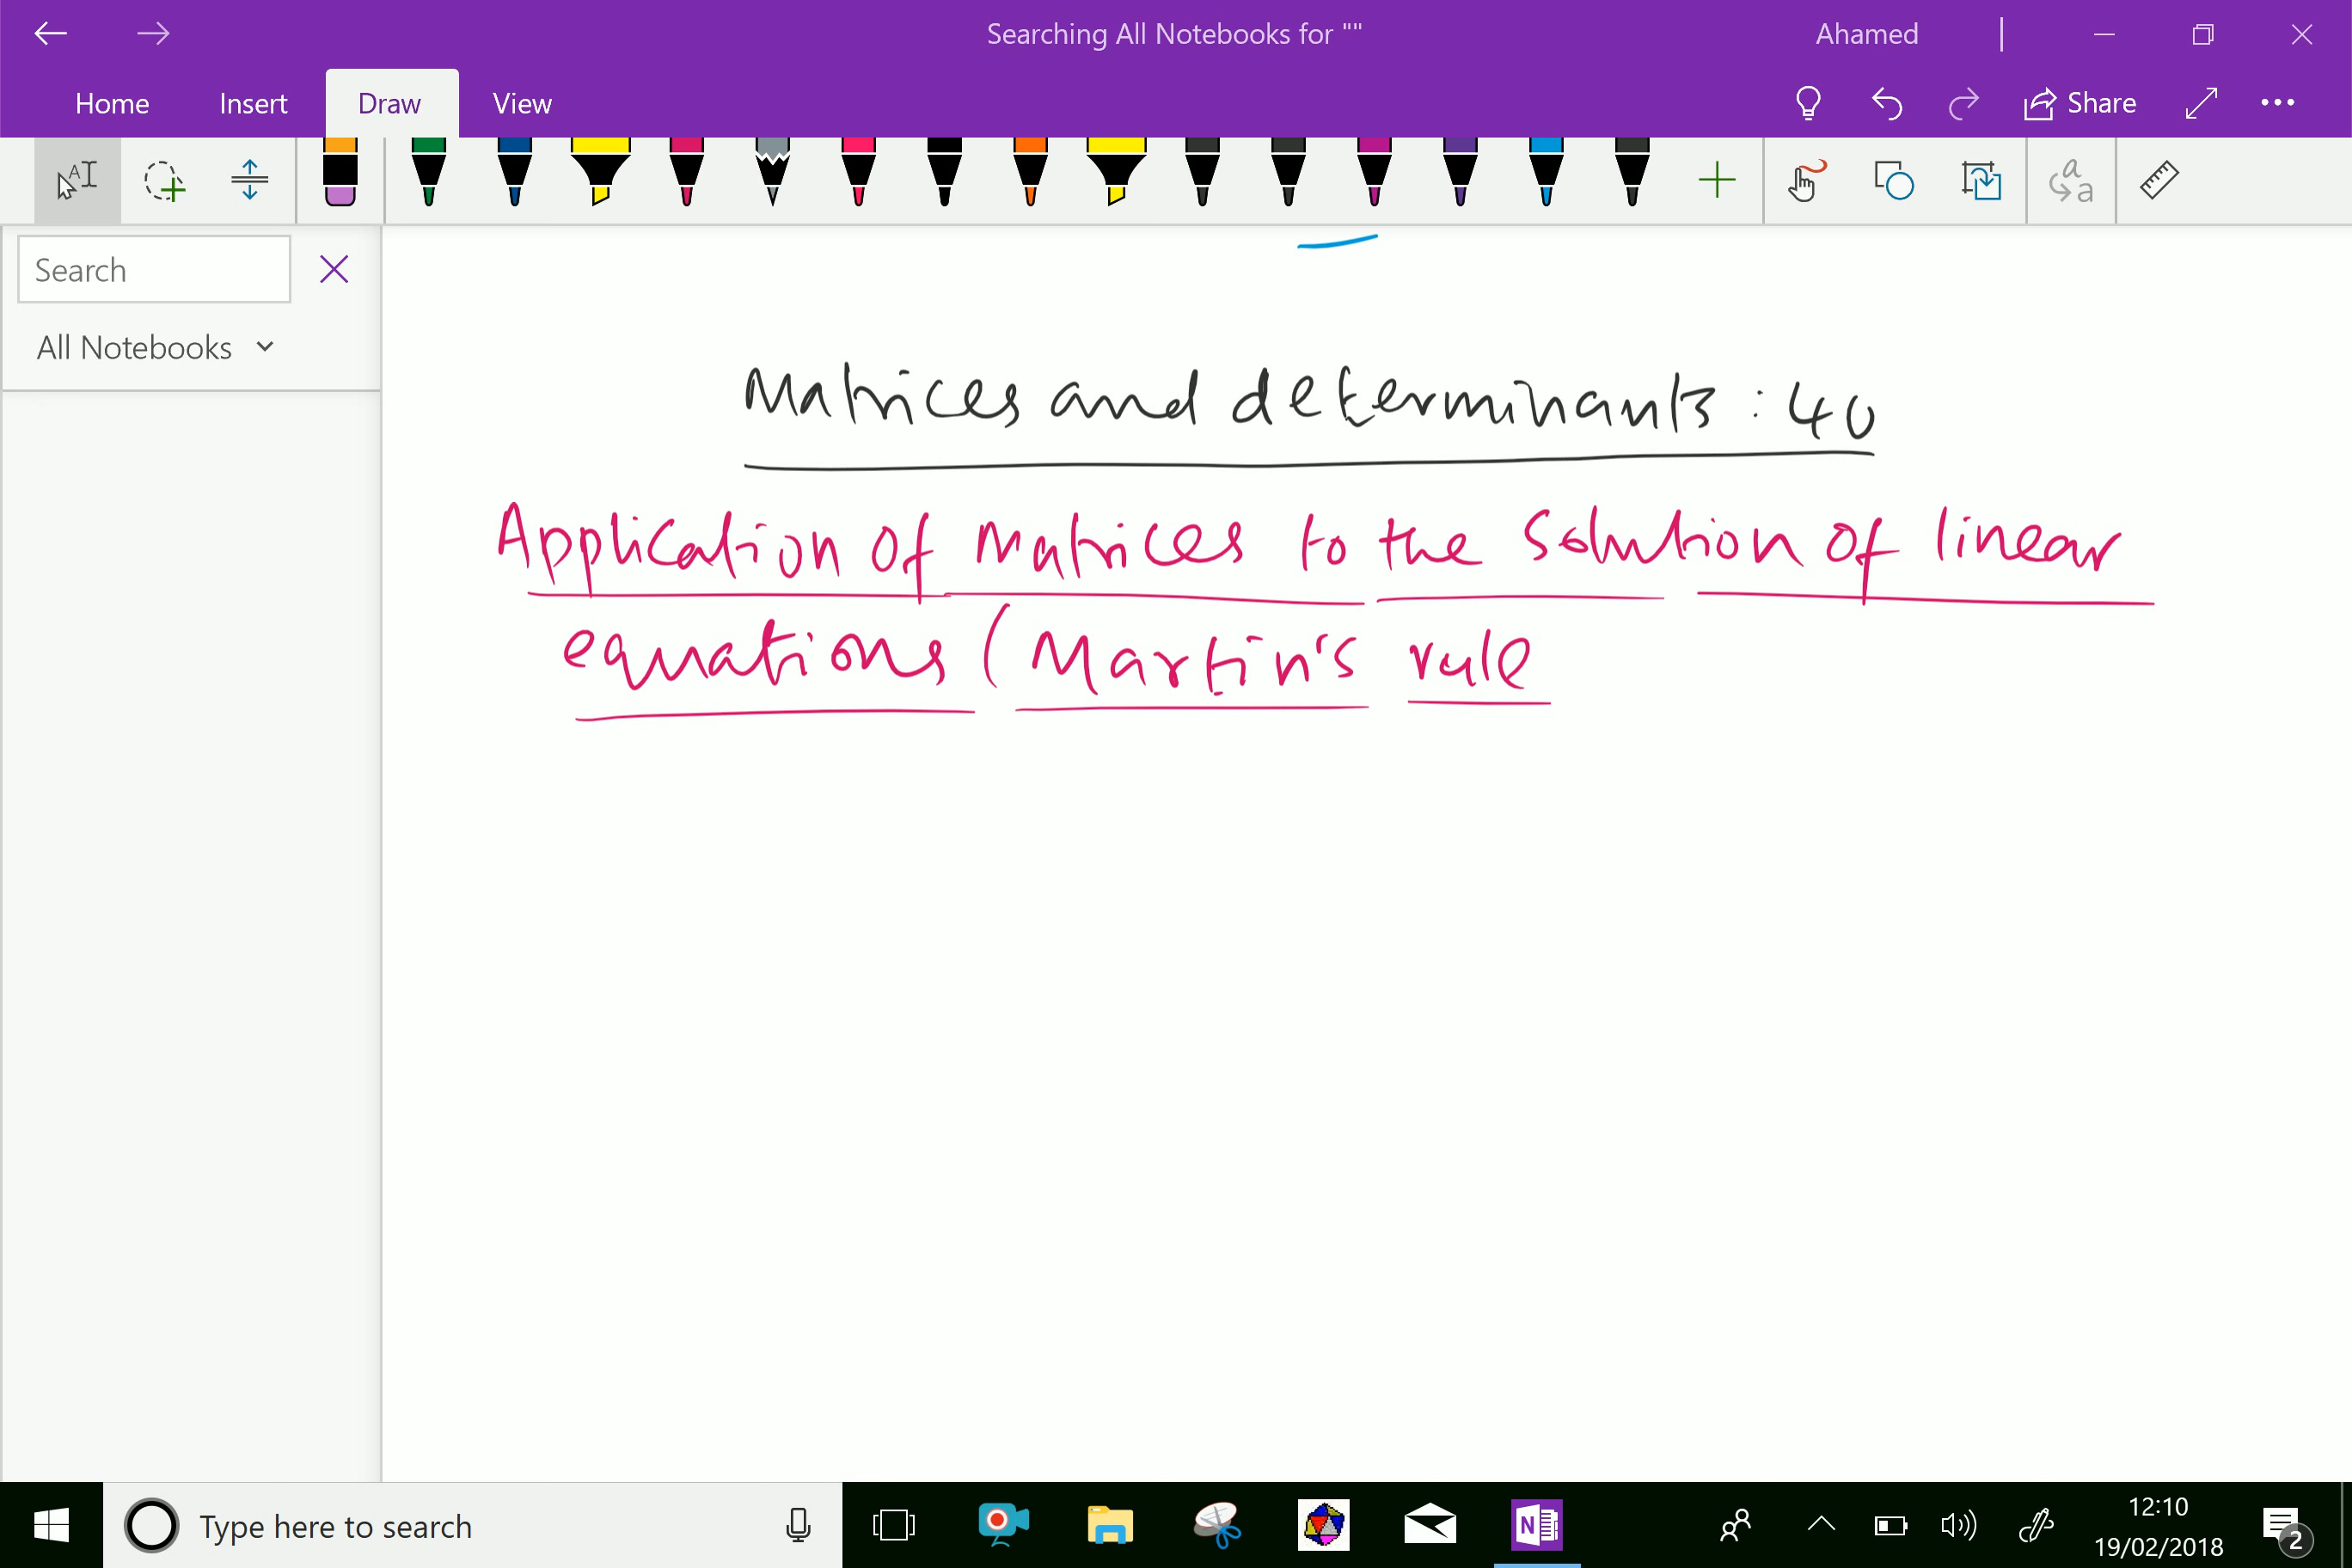 Searching All Notebooks for ""
Ahamed
Home Insert Draw View
Share
Search
All Notebooks
Matrices and determinants : 40
Application of Matrices to the Solution of linear
equations ( Martin's rule
Type here to search
12:10
19/02/2018
2